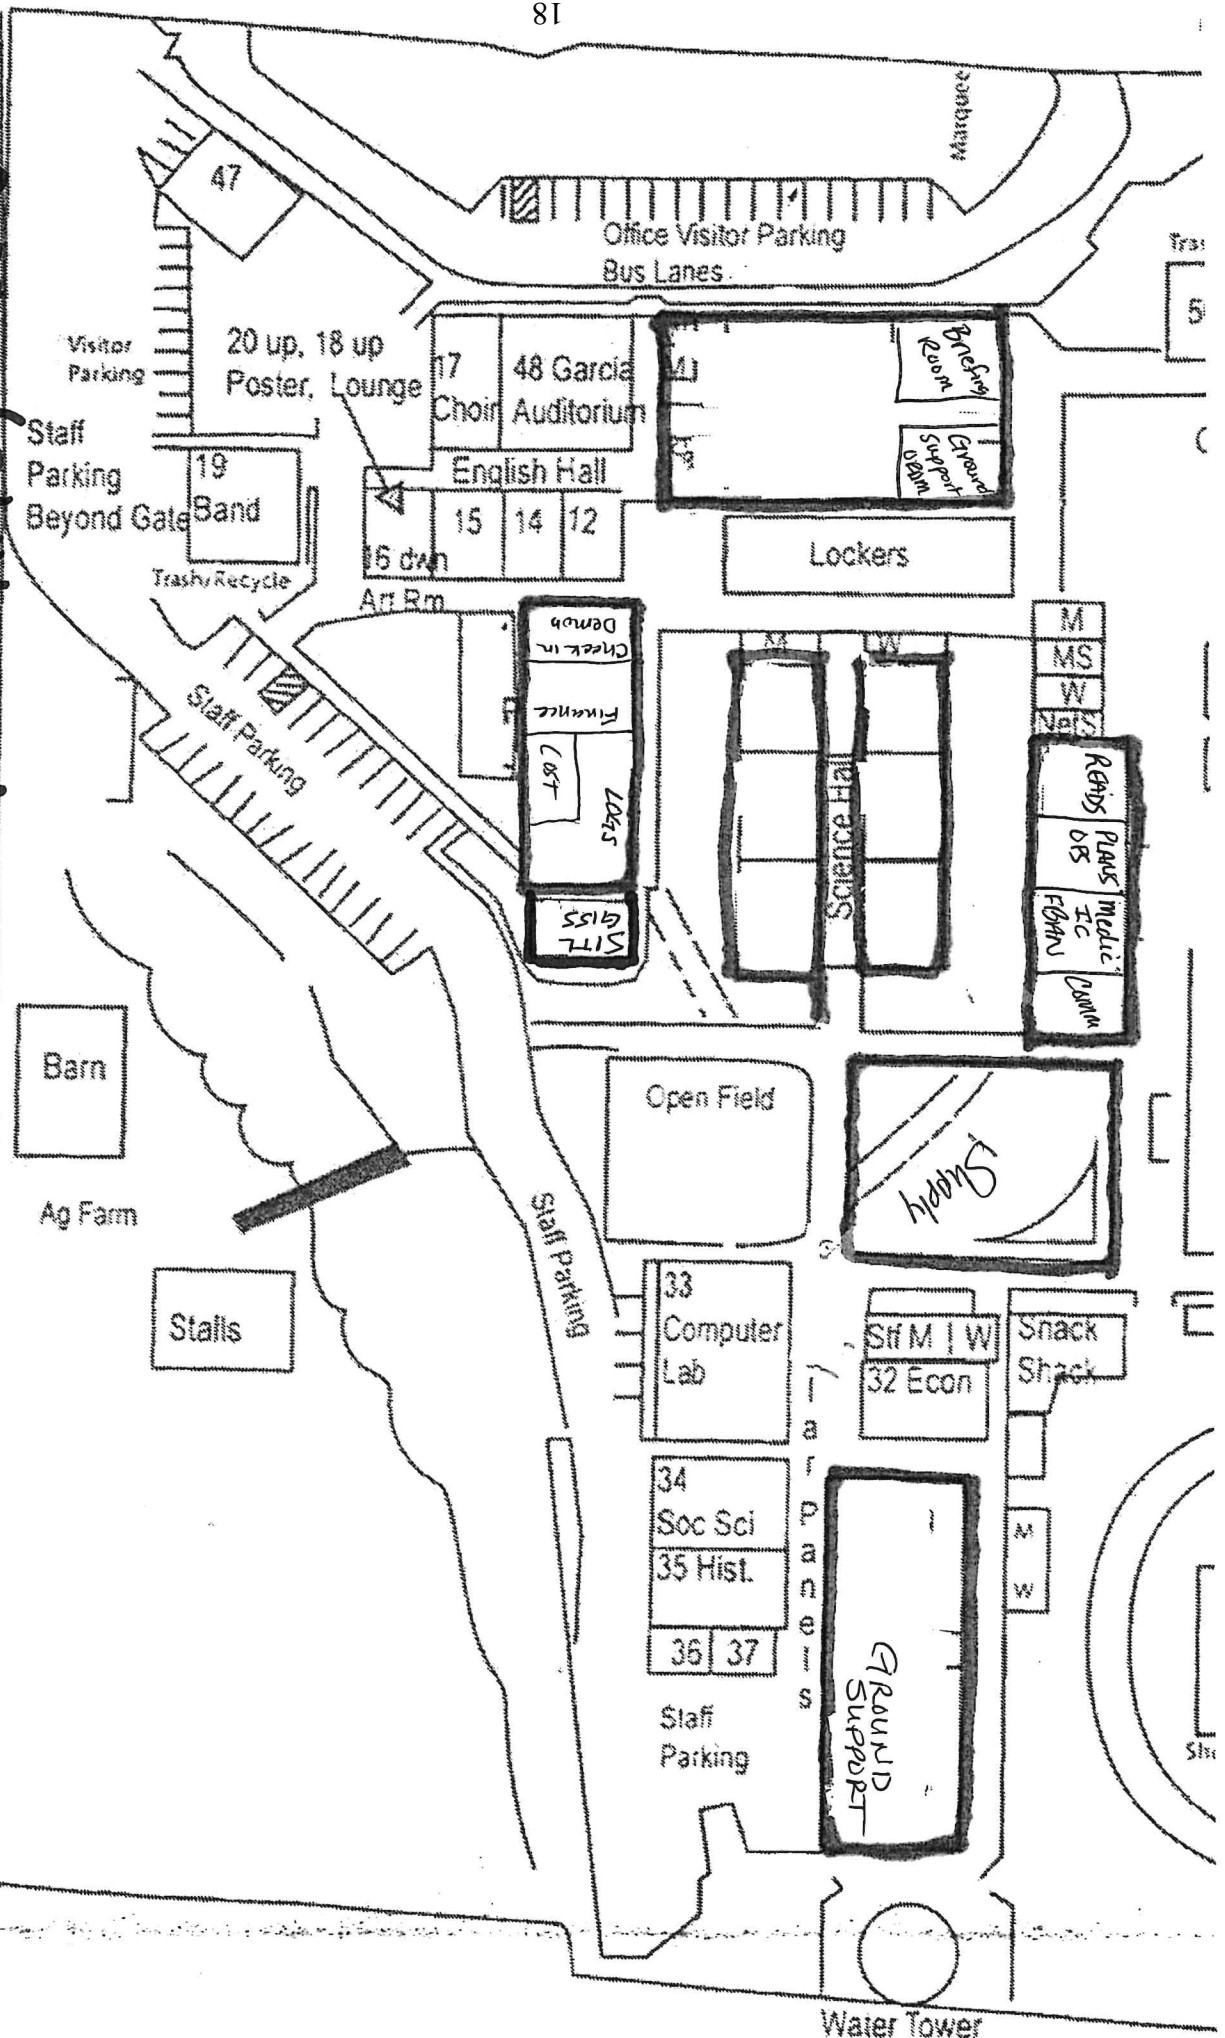 18
Marquee
47
Office Visitor Parking
Bus Lanes
5
Visitor
Parking
20 up, 18 up
Poster, Lounge
17
Choir
48 Garcia
Auditorium
Briefing
Room
Ground
Support
Staff
Parking
Beyond Gate
19
Band
English Hall
15
14
12
16 dwn
Art Rm
Trash/Recycle
Lockers
Demob
Check in
Finance
COST
LOGS
SITL
GISS
M
W
Science Hall
M
MS
W
READS
PLANS
OPS
medic
IC
Comm
Staff Parking
Barn
Ag Farm
Stalls
Open Field
Supply
Staff Parking
33
Computer
Lab
Stf M | W
32 Econ
Snack
Shack
34
Soc Sci
35 Hist.
36
37
Panels
M
W
GROUND
SUPPORT
Staff
Parking
Water Tower